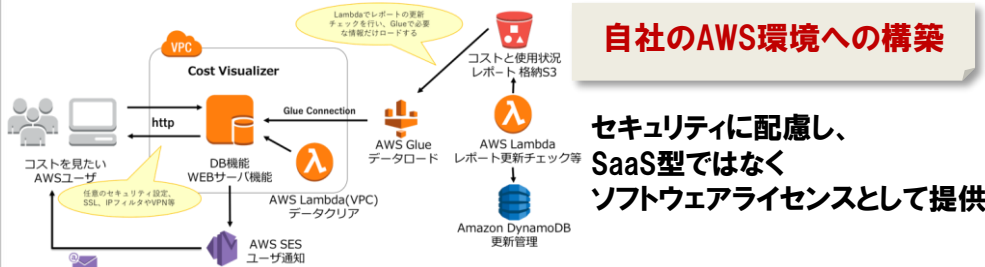 Lambdaでレポートの更新
チェックを行い、Glueで必要
な情報だけロードする
VPC
Cost Visualizer
コストと使用状況
レポート 格納S3
http
Glue Connection
コストを見たい
AWSユーザ
DB機能
WEBサーバ機能
AWS Glue
データロード
AWS Lambda
レポート更新チェック等
任意のセキュリティ設定、
SSL、IPフィルタやVPN等
AWS Lambda(VPC)
データクリア
Amazon DynamoDB
更新管理
AWS SES
ユーザ通知
自社のAWS環境への構築
セキュリティに配慮し、
SaaS型ではなく
ソフトウェアライセンスとして提供